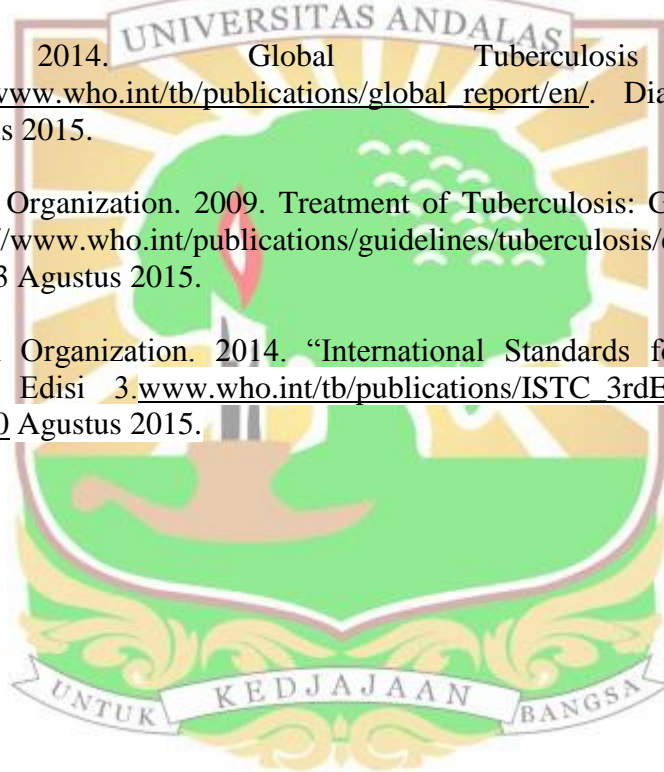 UNIVERSITAS ANDALAS
2014. Global Tuberculosis
www.who.int/tb/publications/global_report/en/. Dia
s 2015.
Organization. 2009. Treatment of Tuberculosis: G
/www.who.int/publications/guidelines/tuberculosis/
3 Agustus 2015.
Organization. 2014. “International Standards f
Edisi 3.www.who.int/tb/publications/ISTC_3rdE
0 Agustus 2015.
UNTUK KEDJAJAAN BANGSA